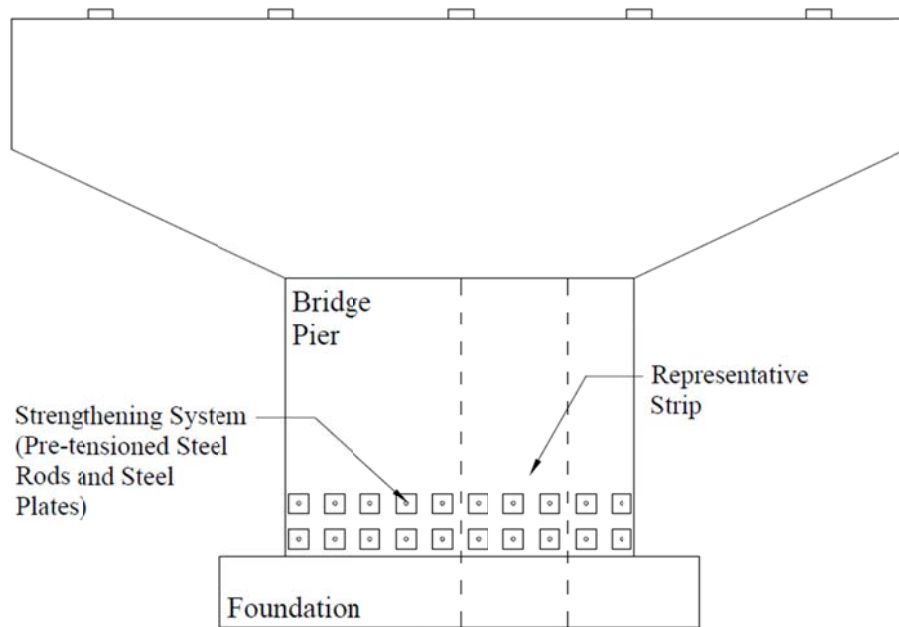 Bridge
Pier
Representative
Strip
Strengthening System
(Pre-tensioned Steel
Rods and Steel
Plates)
Foundation